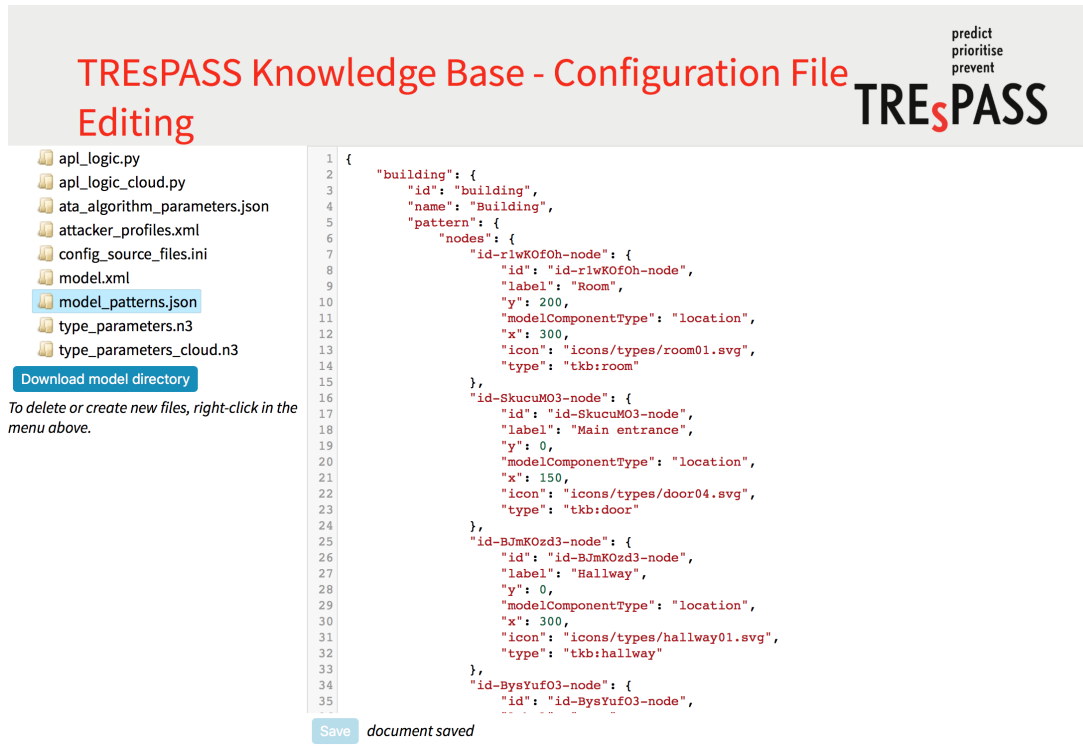 predict
prioritise
prevent
TREsPASS
TREsPASS Knowledge Base - Configuration File
Editing
apl_logic.py
apl_logic_cloud.py
ata_algorithm_parameters.json
attacker_profiles.xml
config_source_files.ini
model.xml
model_patterns.json
type_parameters.n3
type_parameters_cloud.n3
Download model directory
To delete or create new files, right-click in the
menu above.
1 {
2 "building": {
3 "id": "building",
4 "name": "Building",
5 "pattern": {
6 "nodes": {
7 "id-r1wKOfOh-node": {
8 "id": "id-r1wKOfOh-node",
9 "label": "Room",
10 "y": 200,
11 "modelComponentType": "location",
12 "x": 300,
13 "icon": "icons/types/room01.svg",
14 "type": "tkb:room"
15 },
16 "id-SkucuMO3-node": {
17 "id": "id-SkucuMO3-node",
18 "label": "Main entrance",
19 "y": 0,
20 "modelComponentType": "location",
21 "x": 150,
22 "icon": "icons/types/door04.svg",
23 "type": "tkb:door"
24 },
25 "id-BJmKOzd3-node": {
26 "id": "id-BJmKOzd3-node",
27 "label": "Hallway",
28 "y": 0,
29 "modelComponentType": "location",
30 "x": 300,
31 "icon": "icons/types/hallway01.svg",
32 "type": "tkb:hallway"
33 },
34 "id-BysYufO3-node": {
35 "id": "id-BysYufO3-node",
Save
document saved